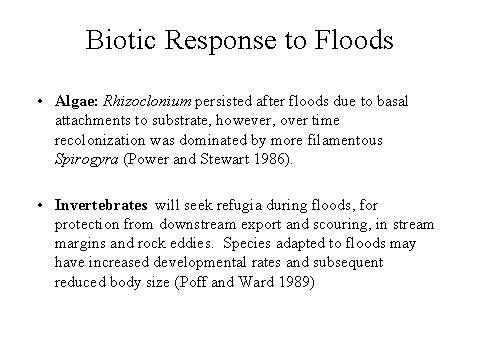 Biotic Response to Floods
• Algae: Rhizoclonium persisted after floods due to basal
attachments to substrate, however, over time
recolonization was dominated by more filamentous
Spirogyra (Power and Stewart 1986).
• Invertebrates will seek refugia during floods, for
protection from downstream export and scouring, in stream
margins and rock eddies. Species adapted to floods may
have increased developmental rates and subsequent
reduced body size (Poff and Ward 1989)